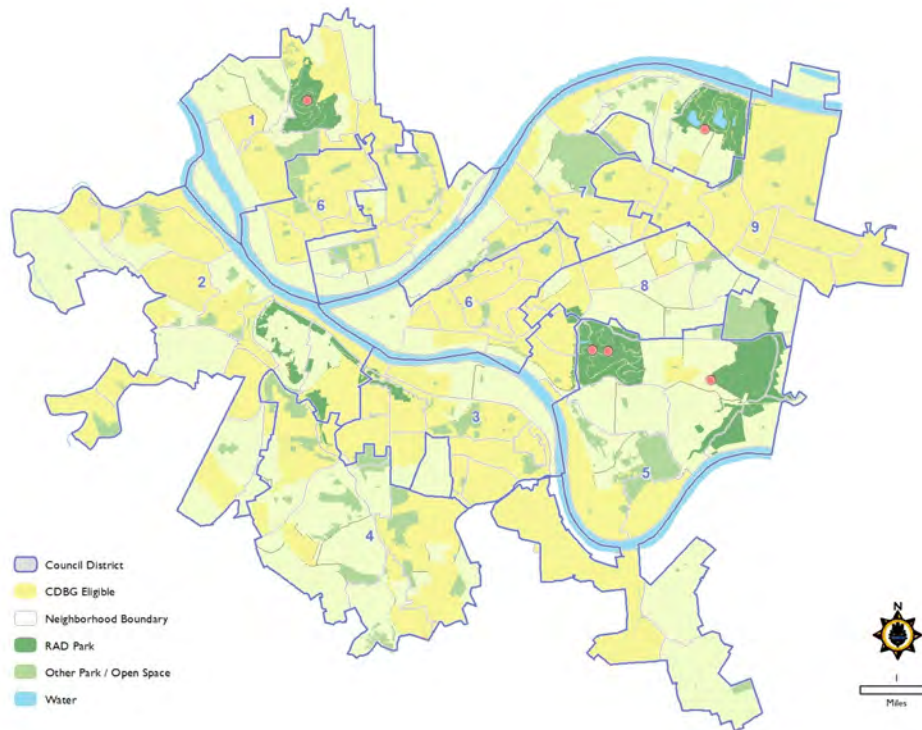 1
6
7
9
2
6
8
3
5
4
Council District
CDBG Eligible
Neighborhood Boundary
RAD Park
Other Park / Open Space
Water
N
1
Miles